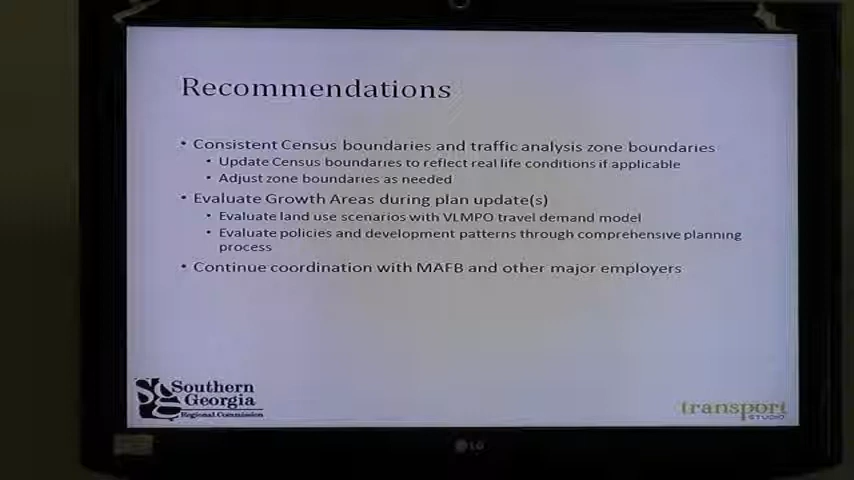 Recommendations
• Consistent Census boundaries and traffic analysis zone boundaries
• Update Census boundaries to reflect real life conditions if applicable
• Adjust zone boundaries as needed
• Evaluate Growth Areas during plan update(s)
• Evaluate land use scenarios with VLMPO travel demand model
• Evaluate policies and development patterns through comprehensive planning
process
• Continue coordination with MAFB and other major employers
Southern
Georgia
Regional Commission
transport
STUDIO
LG